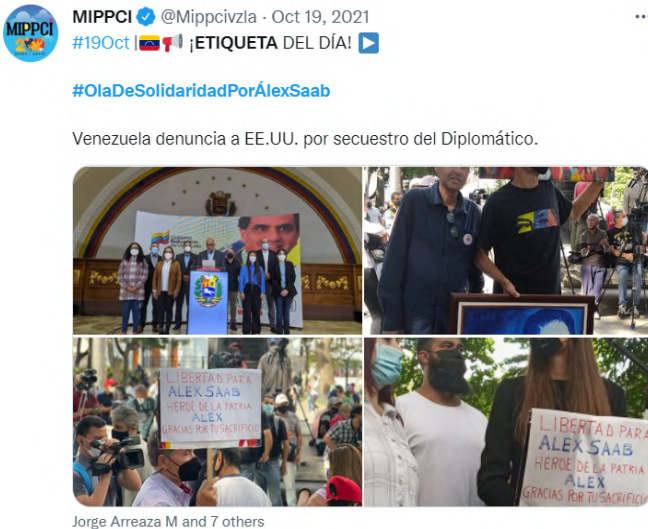 MIPPCI @Mippcivzla · Oct 19, 2021
#19Oct | ¡ETIQUETA DEL DÍA!
#OlaDeSolidaridadPorÁlexSaab
Venezuela denuncia a EE.UU. por secuestro del Diplomático.
MIPPCI
LIBERTAD PARA
ALEX SAAB
HEROE DE LA PATRIA
ALEX
GRACIAS POR TU SACRIFICIO
LIBERTAD PARA
ALEX SAAB
HEROE DE LA PATRIA
ALEX
GRACIAS POR TU SACRIFICIO
Jorge Arreaza M and 7 others